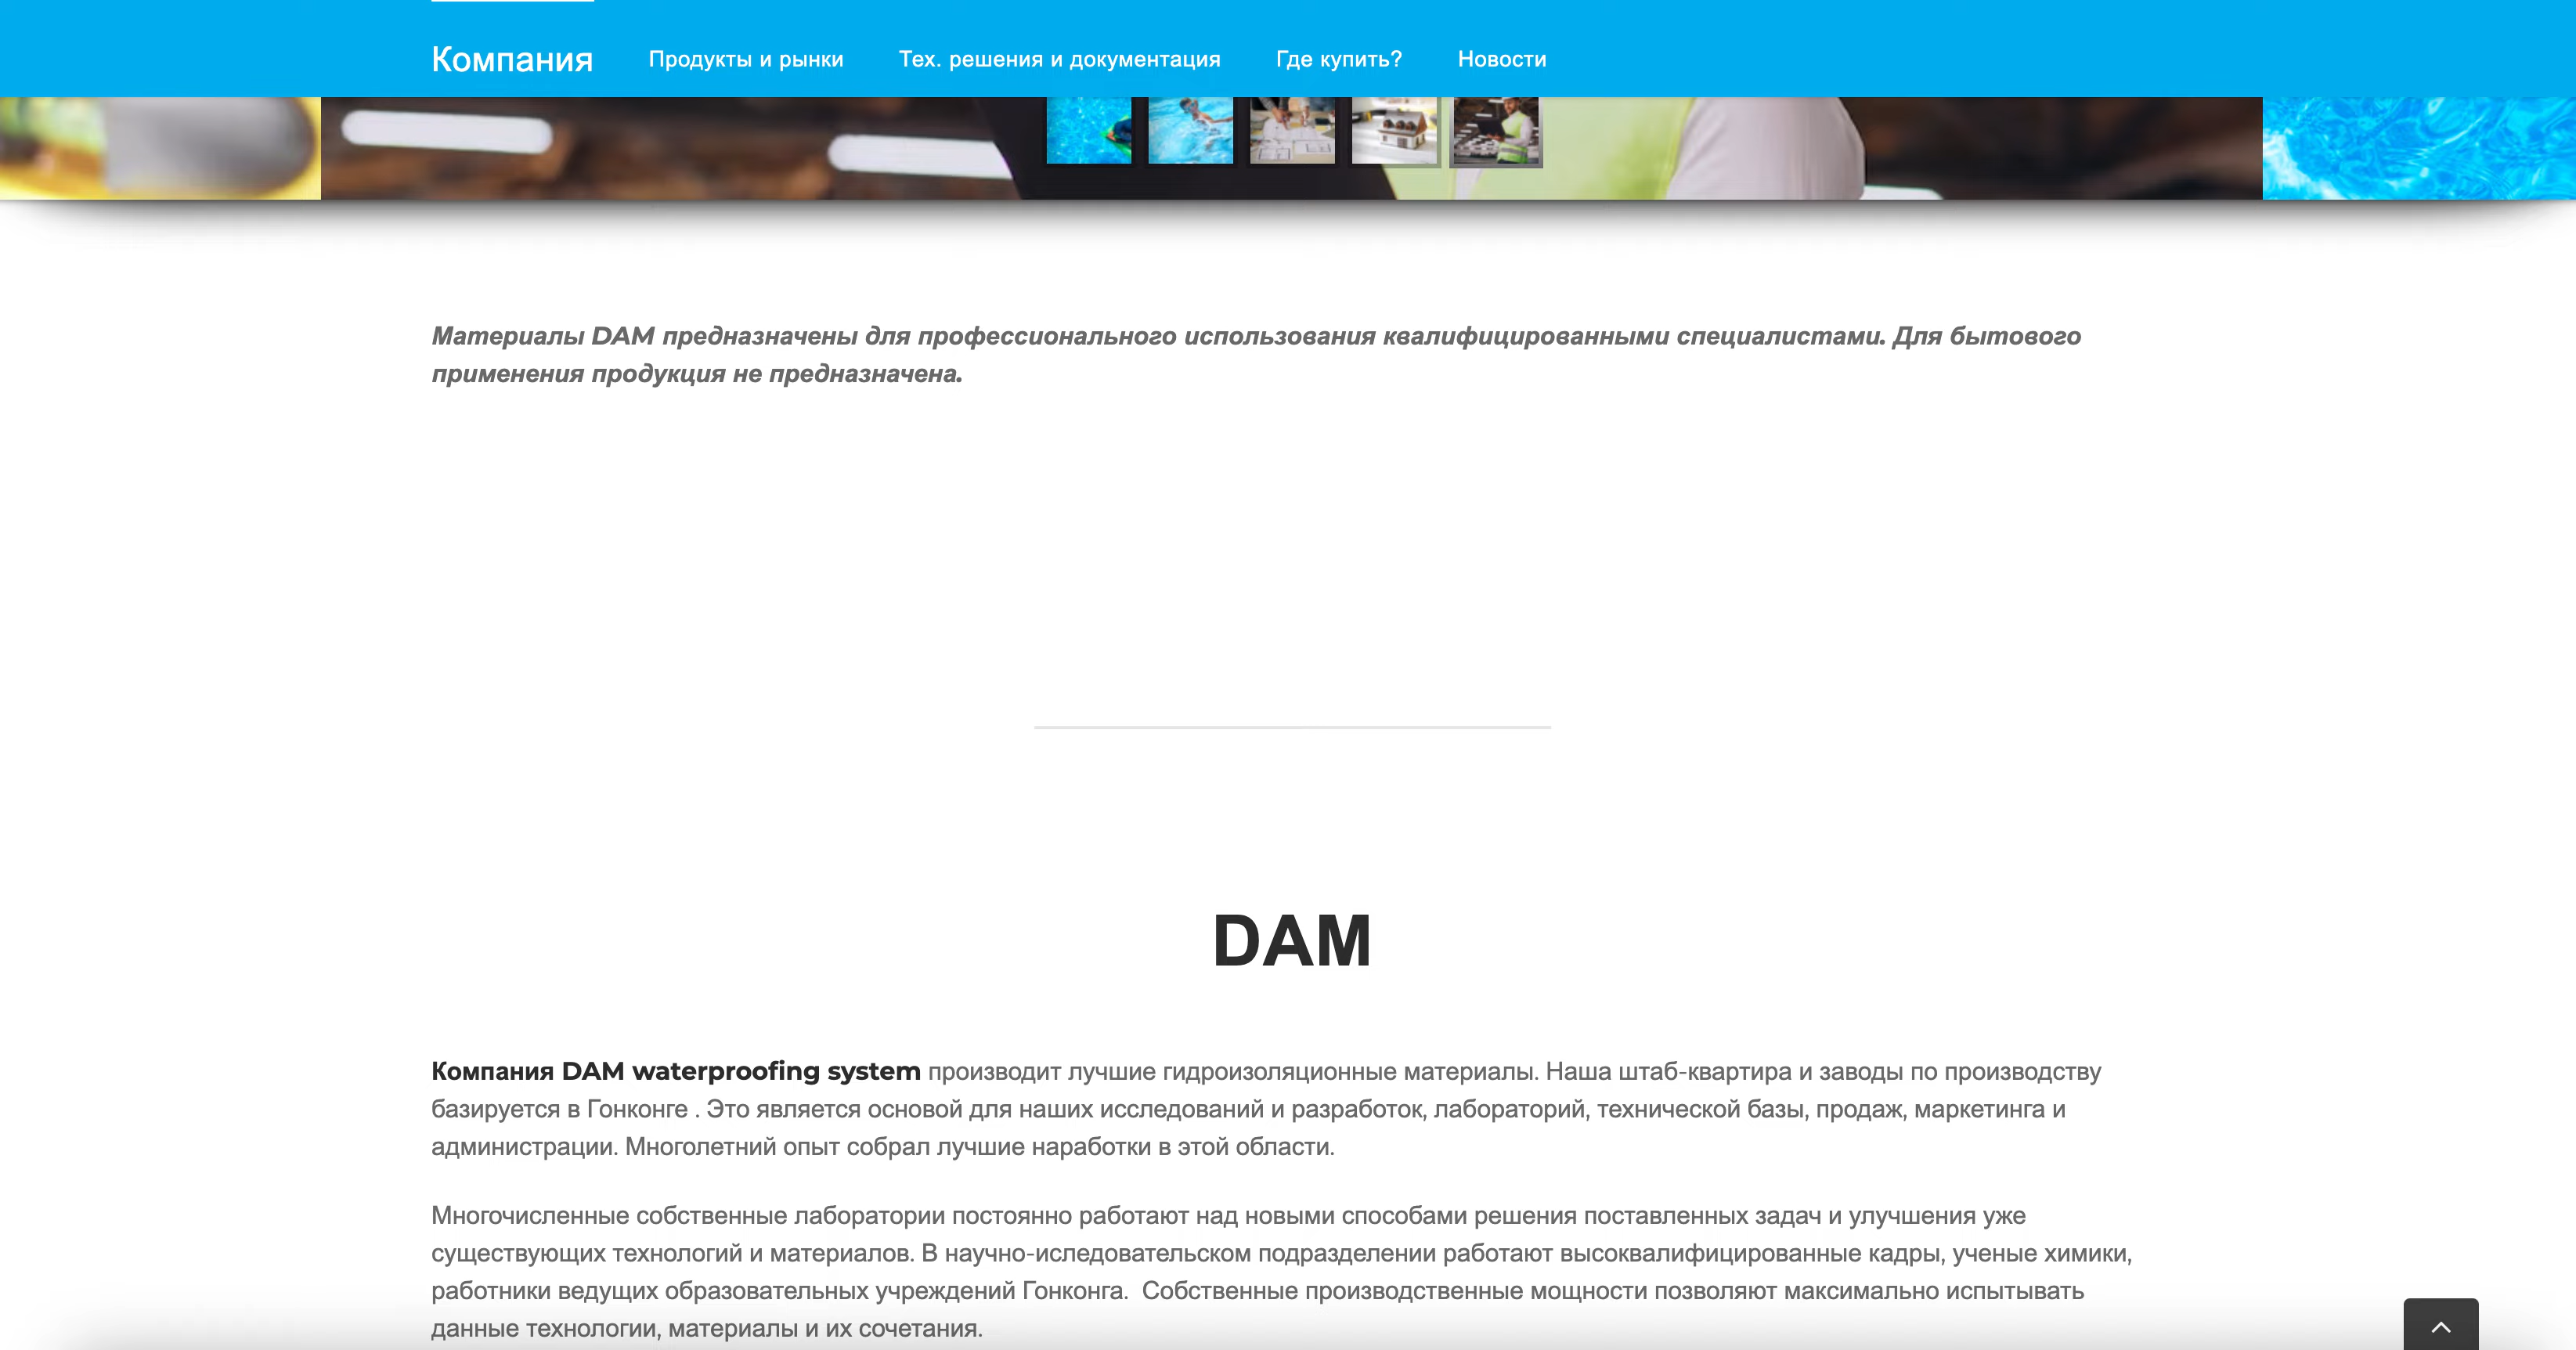 Компания
Продукты и рынки
Тех. решения и документация
Где купить?
Новости
Материалы DAM предназначены для профессионального использования квалифицированными специалистами. Для бытового
применения продукция не предназначена.
DAM
Компания DAM waterproofing system производит лучшие гидроизоляционные материалы. Наша штаб-квартира и заводы по производству
базируется в Гонконге . Это является основой для наших исследований и разработок, лабораторий, технической базы, продаж, маркетинга и
администрации. Многолетний опыт собрал лучшие наработки в этой области.
Многочисленные собственные лаборатории постоянно работают над новыми способами решения поставленных задач и улучшения уже
существующих технологий и материалов. В научно-иследовательском подразделении работают высоквалифицированные кадры, ученые химики,
работники ведущих образовательных учреждений Гонконга.  Собственные производственные мощности позволяют максимально испытывать
данные технологии, материалы и их сочетания.